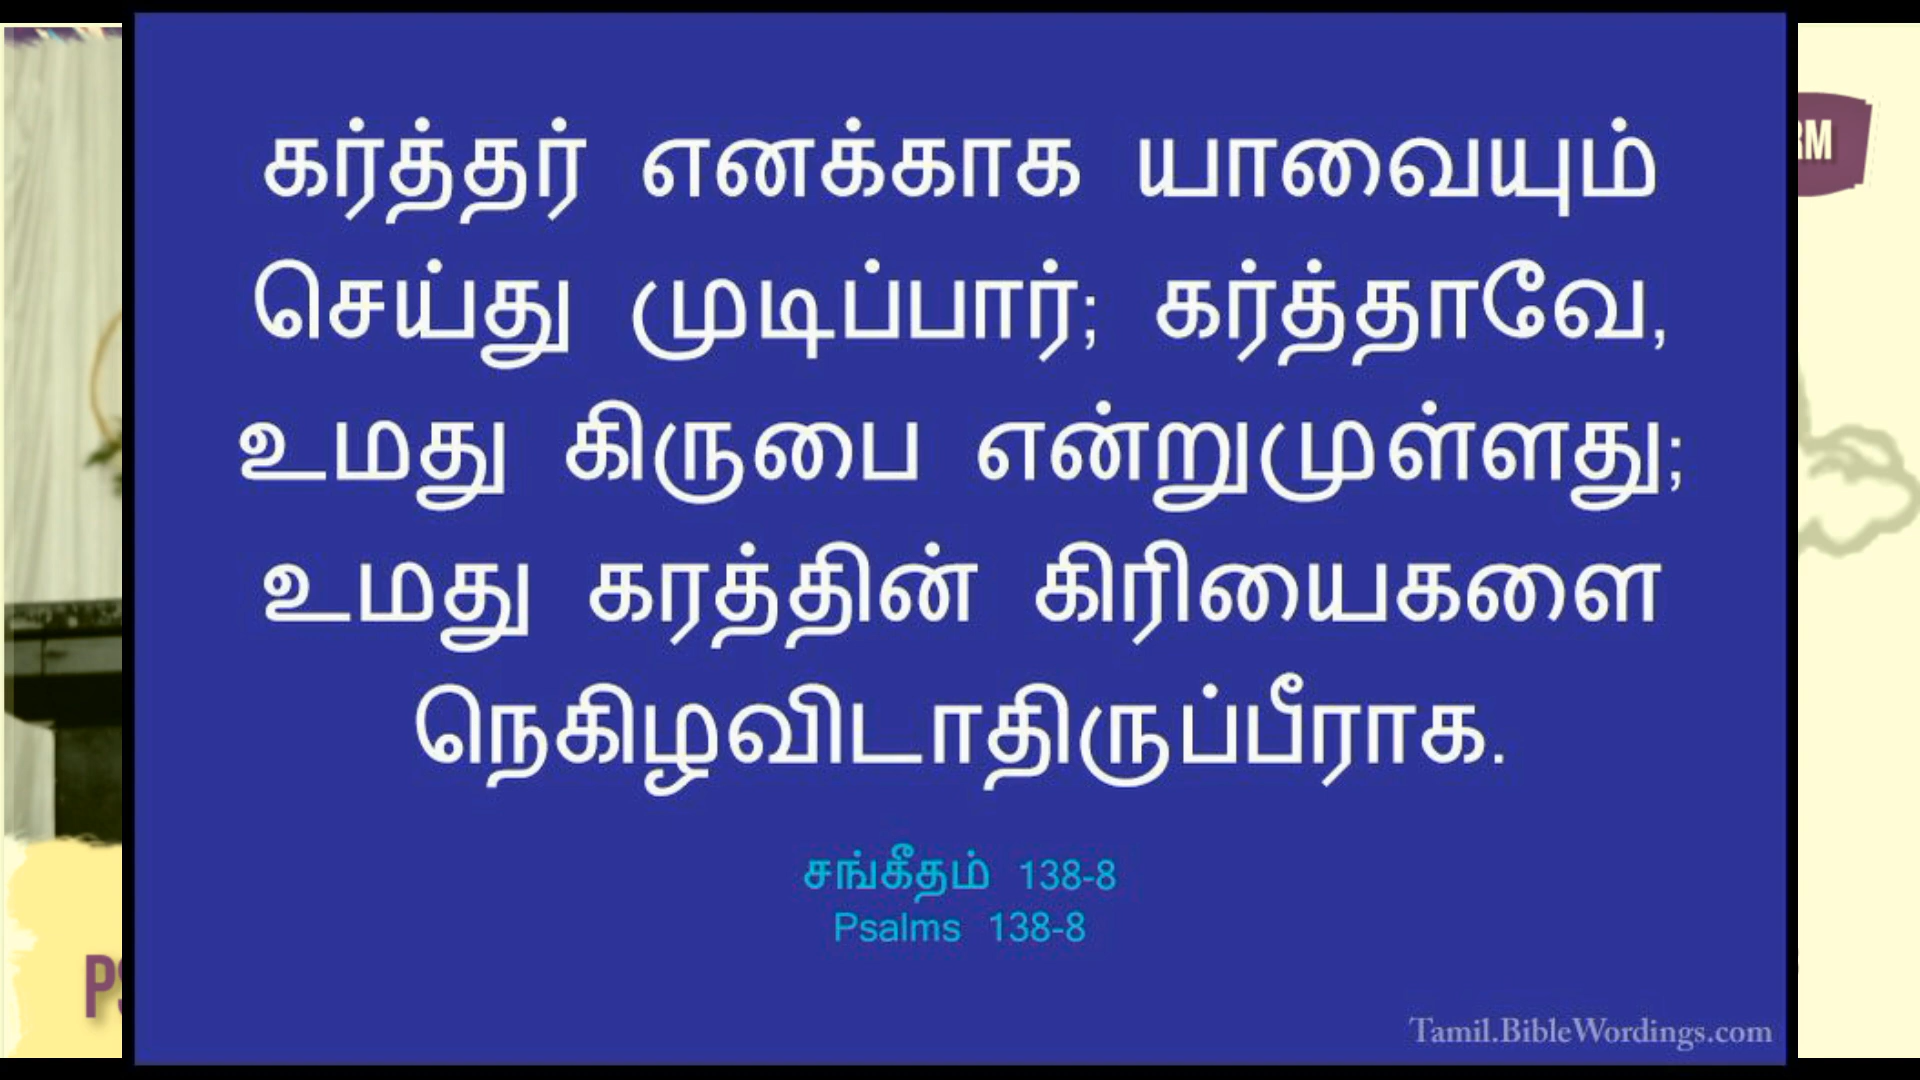 கர்த்தர் எனக்காக யாவையும்
செய்து முடிப்பார்; கர்த்தாவே,
உமது கிருபை என்றுமுள்ளது;
உமது கரத்தின் கிரியைகளை
நெகிழவிடாதிருப்பீராக.
சங்கீதம் 138-8
Psalms 138-8
Tamil.BibleWordings.com